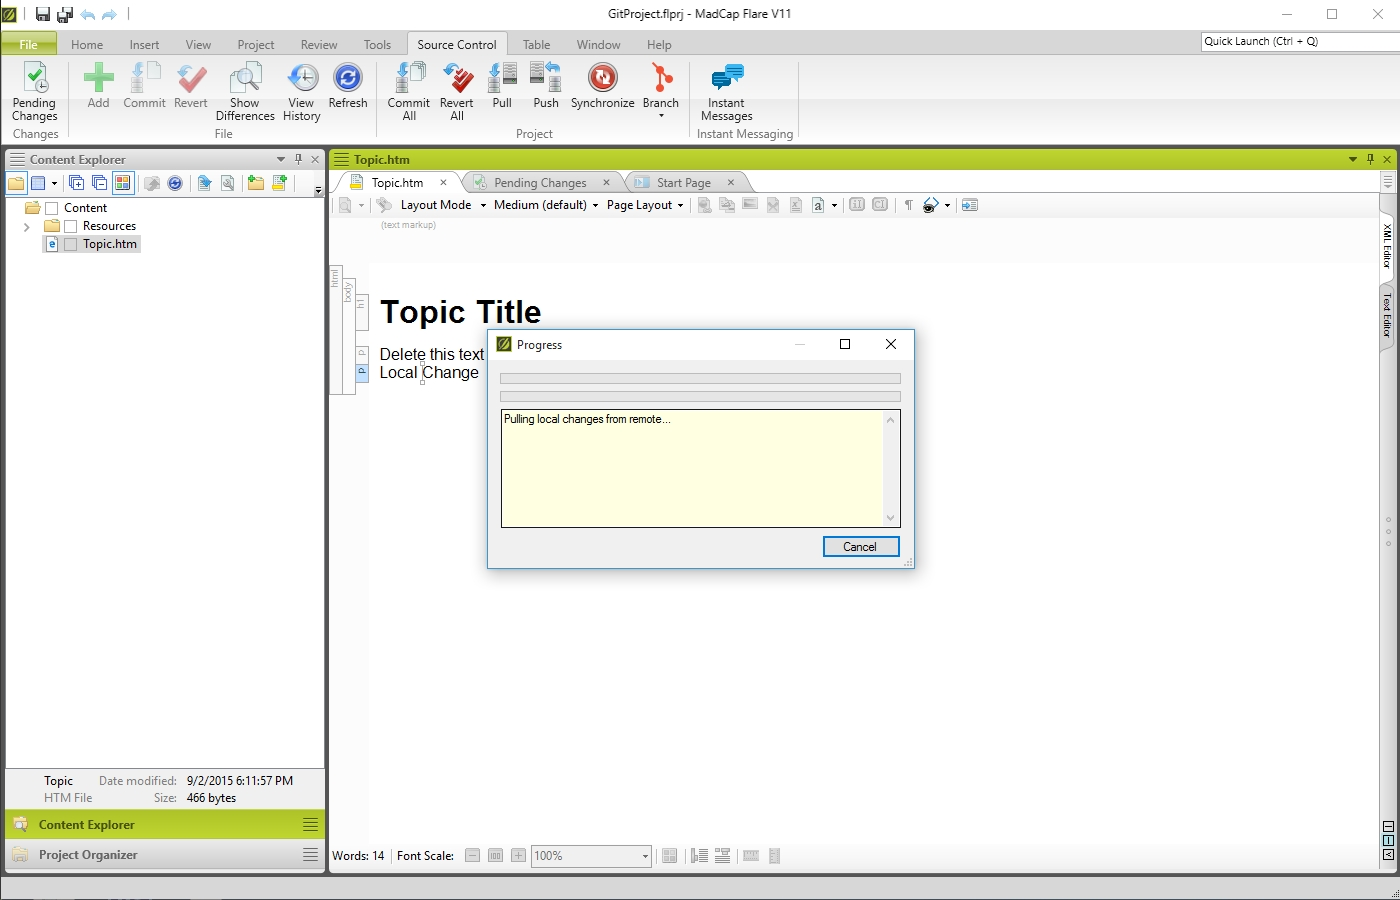 GitProject.flprj - MadCap Flare V11
File Home Insert View Project Review Tools Source Control Table Window Help
Quick Launch (Ctrl + Q)
Pending Changes
Add
Commit
Revert
Show Differences
View History
Refresh
Commit All
Revert All
Pull
Push
Synchronize
Branch
Instant Messages
Changes File Project Instant Messaging
Content Explorer
Content
Resources
Topic.htm
Topic.htm
Topic.htm Pending Changes Start Page
Layout Mode Medium (default) Page Layout
(text markup)
html
body
h1
Topic Title
p
Delete this text
p
Local Change
Progress
Pulling local changes from remote...
Cancel
XML Editor
Text Editor
Topic Date modified: 9/2/2015 6:11:57 PM
HTM File Size: 466 bytes
Content Explorer
Project Organizer
Words: 14 Font Scale: 100%